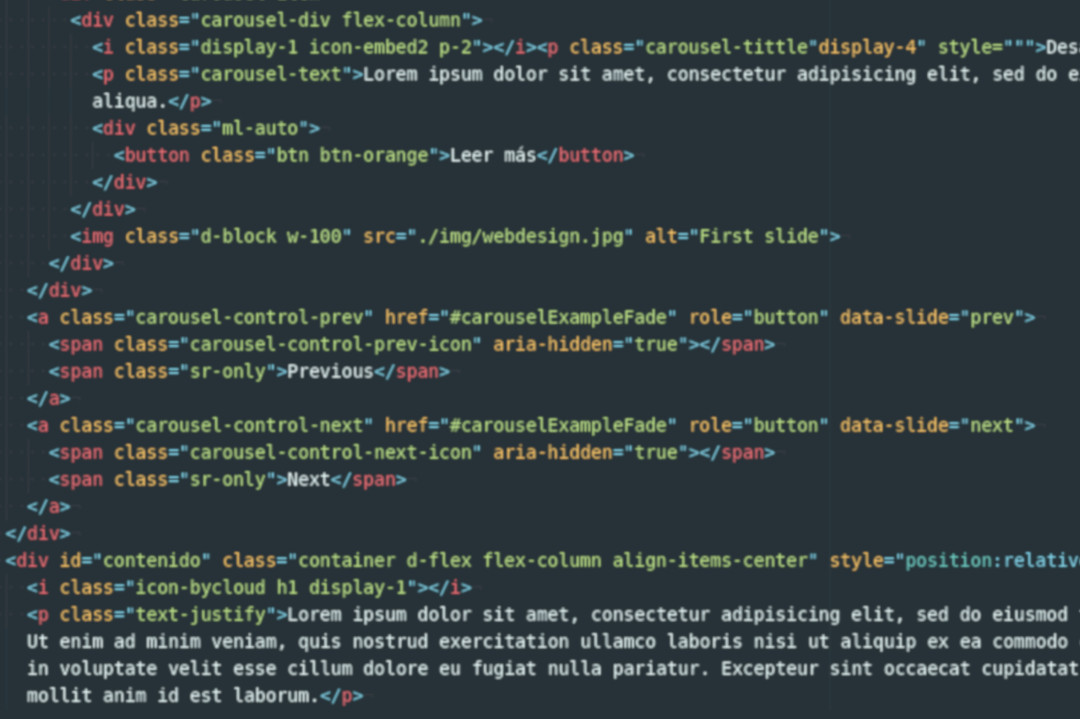 <div class="carousel-div flex-column">
<i class="display-1 icon-embed2 p-2"></i><p class="carousel-tittle"display-4" style=""">Desa
<p class="carousel-text">Lorem ipsum dolor sit amet, consectetur adipisicing elit, sed do e
aliqua.</p>
<div class="ml-auto">
<button class="btn btn-orange">Leer más</button>
</div>
</div>
<img class="d-block w-100" src="./img/webdesign.jpg" alt="First slide">
</div>
</div>
<a class="carousel-control-prev" href="#carouselExampleFade" role="button" data-slide="prev">
<span class="carousel-control-prev-icon" aria-hidden="true"></span>
<span class="sr-only">Previous</span>
</a>
<a class="carousel-control-next" href="#carouselExampleFade" role="button" data-slide="next">
<span class="carousel-control-next-icon" aria-hidden="true"></span>
<span class="sr-only">Next</span>
</a>
</div>
<div id="contenido" class="container d-flex flex-column align-items-center" style="position:relative
<i class="icon-bycloud h1 display-1"></i>
<p class="text-justify">Lorem ipsum dolor sit amet, consectetur adipisicing elit, sed do eiusmod
Ut enim ad minim veniam, quis nostrud exercitation ullamco laboris nisi ut aliquip ex ea commodo
in voluptate velit esse cillum dolore eu fugiat nulla pariatur. Excepteur sint occaecat cupidatat
mollit anim id est laborum.</p>